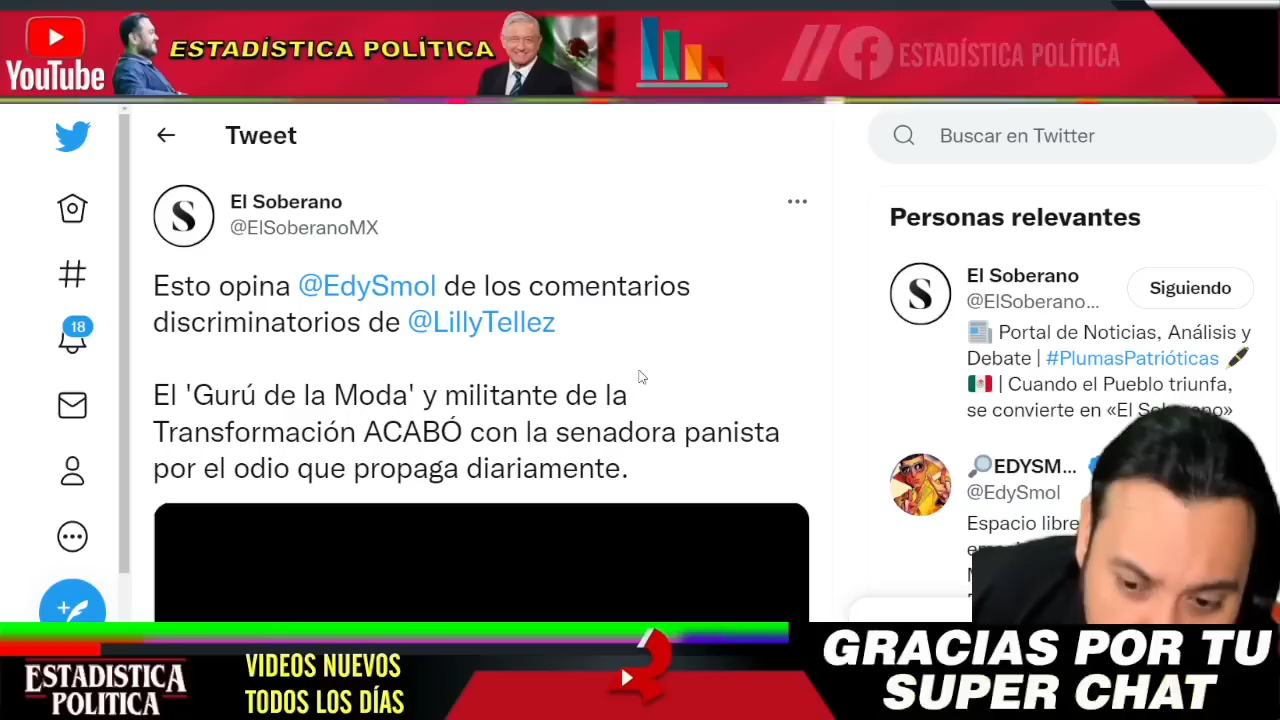 YouTube
ESTADÍSTICA POLÍTICA
ESTADÍSTICA POLÍTICA
Tweet
Buscar en Twitter
El Soberano
@ElSoberanoMX
Esto opina @EdySmol de los comentarios
discriminatorios de @LillyTellez
El 'Gurú de la Moda' y militante de la
Transformación ACABÓ con la senadora panista
por el odio que propaga diariamente.
18
Personas relevantes
El Soberano
@ElSoberano...
Siguiendo
Portal de Noticias, Análisis y
Debate | #PlumasPatrióticas
| Cuando el Pueblo triunfa,
se convierte en «El Soberano»
EDYSM...
@EdySmol
Espacio libre
ESTADISTICA
POLÍTICA
VIDEOS NUEVOS
TODOS LOS DÍAS
GRACIAS POR TU
SUPER CHAT